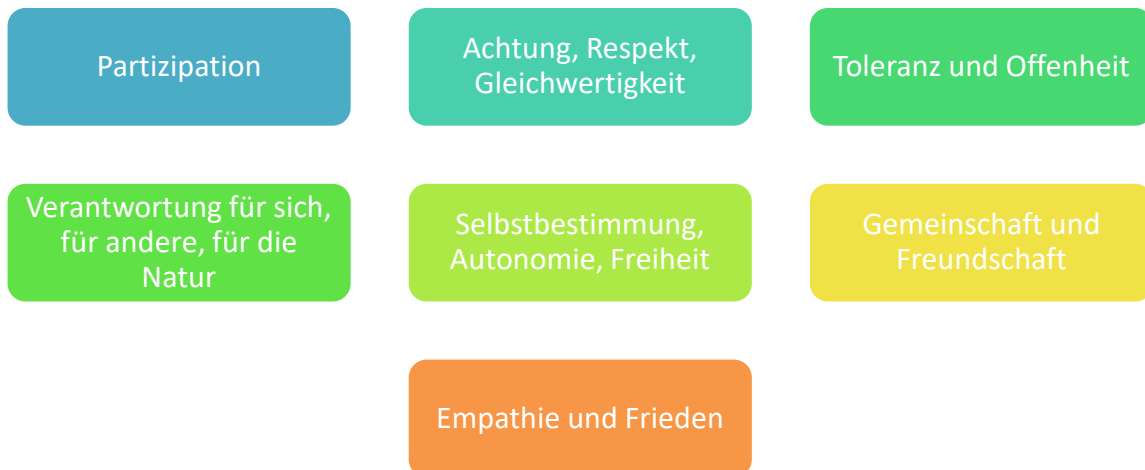 Partizipation
Achtung, Respekt,
Gleichwertigkeit
Toleranz und Offenheit
Verantwortung für sich,
für andere, für die
Natur
Selbstbestimmung,
Autonomie, Freiheit
Gemeinschaft und
Freundschaft
Empathie und Frieden